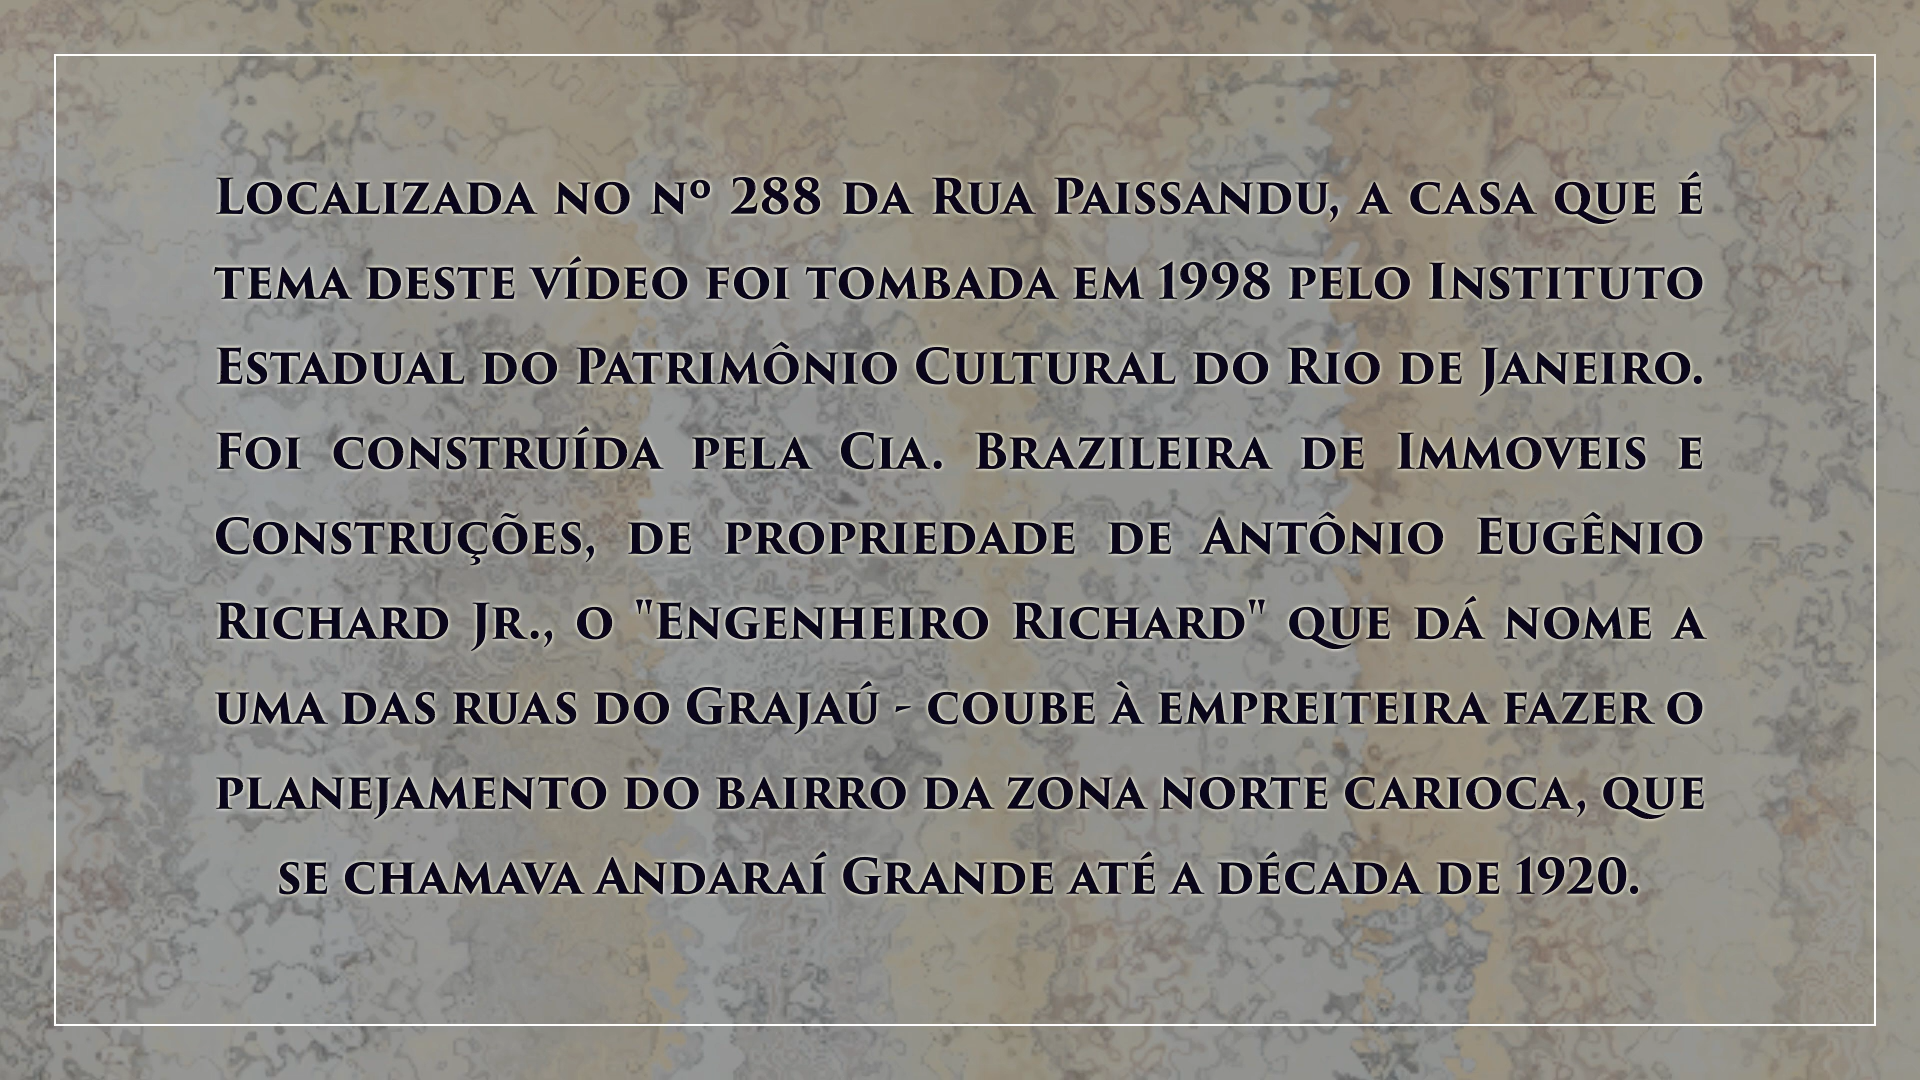 Localizada no nº 288 da Rua Paissandu, a casa que é
tema deste vídeo foi tombada em 1998 pelo Instituto
Estadual do Patrimônio Cultural do Rio de Janeiro.
Foi construída pela Cia. Brazileira de Immoveis e
Construções, de propriedade de Antônio Eugênio
Richard Jr., o "Engenheiro Richard" que dá nome a
uma das ruas do Grajaú - coube à empreiteira fazer o
planejamento do bairro da zona norte carioca, que
se chamava Andaraí Grande até a década de 1920.